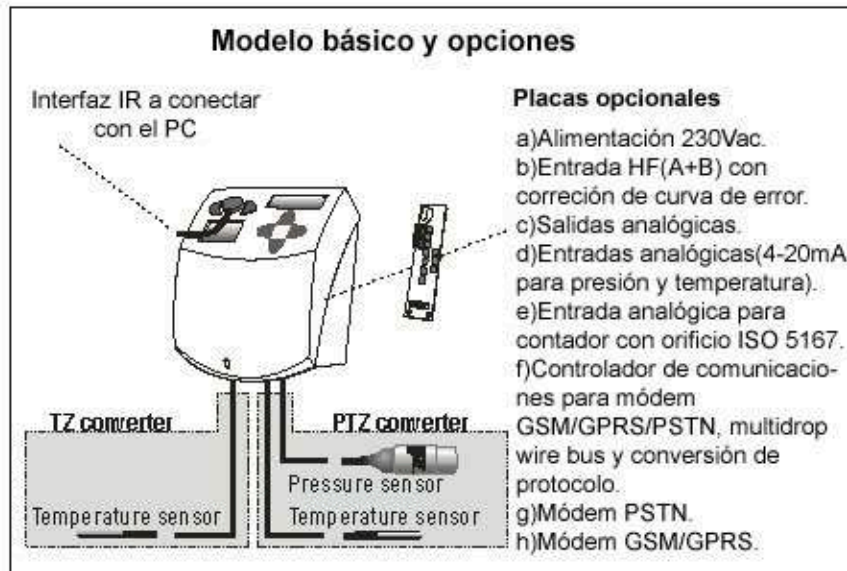 Modelo básico y opciones
Interfaz IR a conectar
con el PC
Placas opcionales
a)Alimentación 230Vac.
b)Entrada HF(A+B) con
correción de curva de error.
c)Salidas analógicas.
d)Entradas analógicas(4-20mA
para presión y temperatura).
e)Entrada analógica para
contador con orificio ISO 5167.
f)Controlador de comunicacio-
nes para módem
GSM/GPRS/PSTN, multidrop
wire bus y conversión de
protocolo.
g)Módem PSTN.
h)Módem GSM/GPRS.
TZ converter
PTZ converter
Pressure sensor
Temperature sensor
Temperature sensor